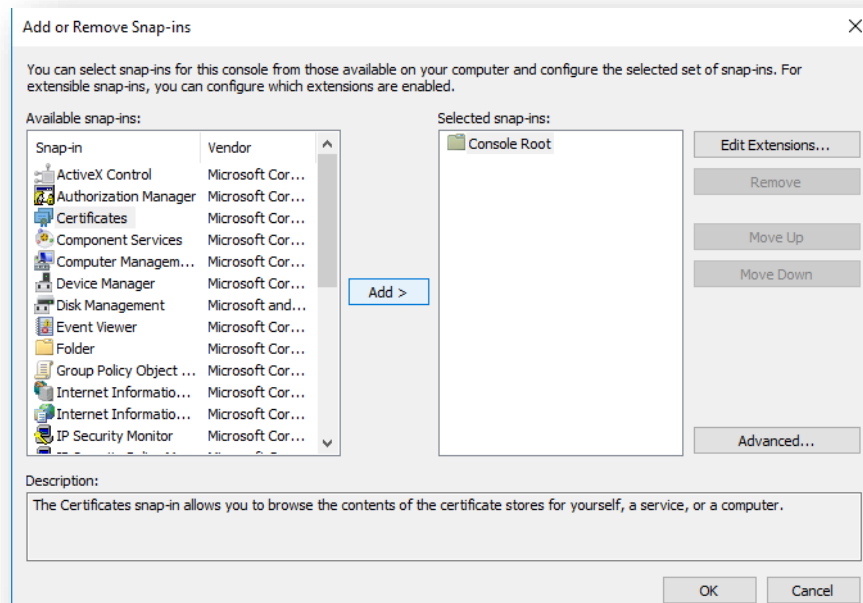 Add or Remove Snap-ins
You can select snap-ins for this console from those available on your computer and configure the selected set of snap-ins. For
extensible snap-ins, you can configure which extensions are enabled.
Available snap-ins:
Snap-in Vendor
ActiveX Control Microsoft Cor...
Authorization Manager Microsoft Cor...
Certificates Microsoft Cor...
Component Services Microsoft Cor...
Computer Managem... Microsoft Cor...
Device Manager Microsoft Cor...
Disk Management Microsoft and...
Event Viewer Microsoft Cor...
Folder Microsoft Cor...
Group Policy Object ... Microsoft Cor...
Internet Informatio... Microsoft Cor...
Internet Informatio... Microsoft Cor...
IP Security Monitor Microsoft Cor...
Add >
Selected snap-ins:
Console Root
Edit Extensions...
Remove
Move Up
Move Down
Advanced...
Description:
The Certificates snap-in allows you to browse the contents of the certificate stores for yourself, a service, or a computer.
OK Cancel